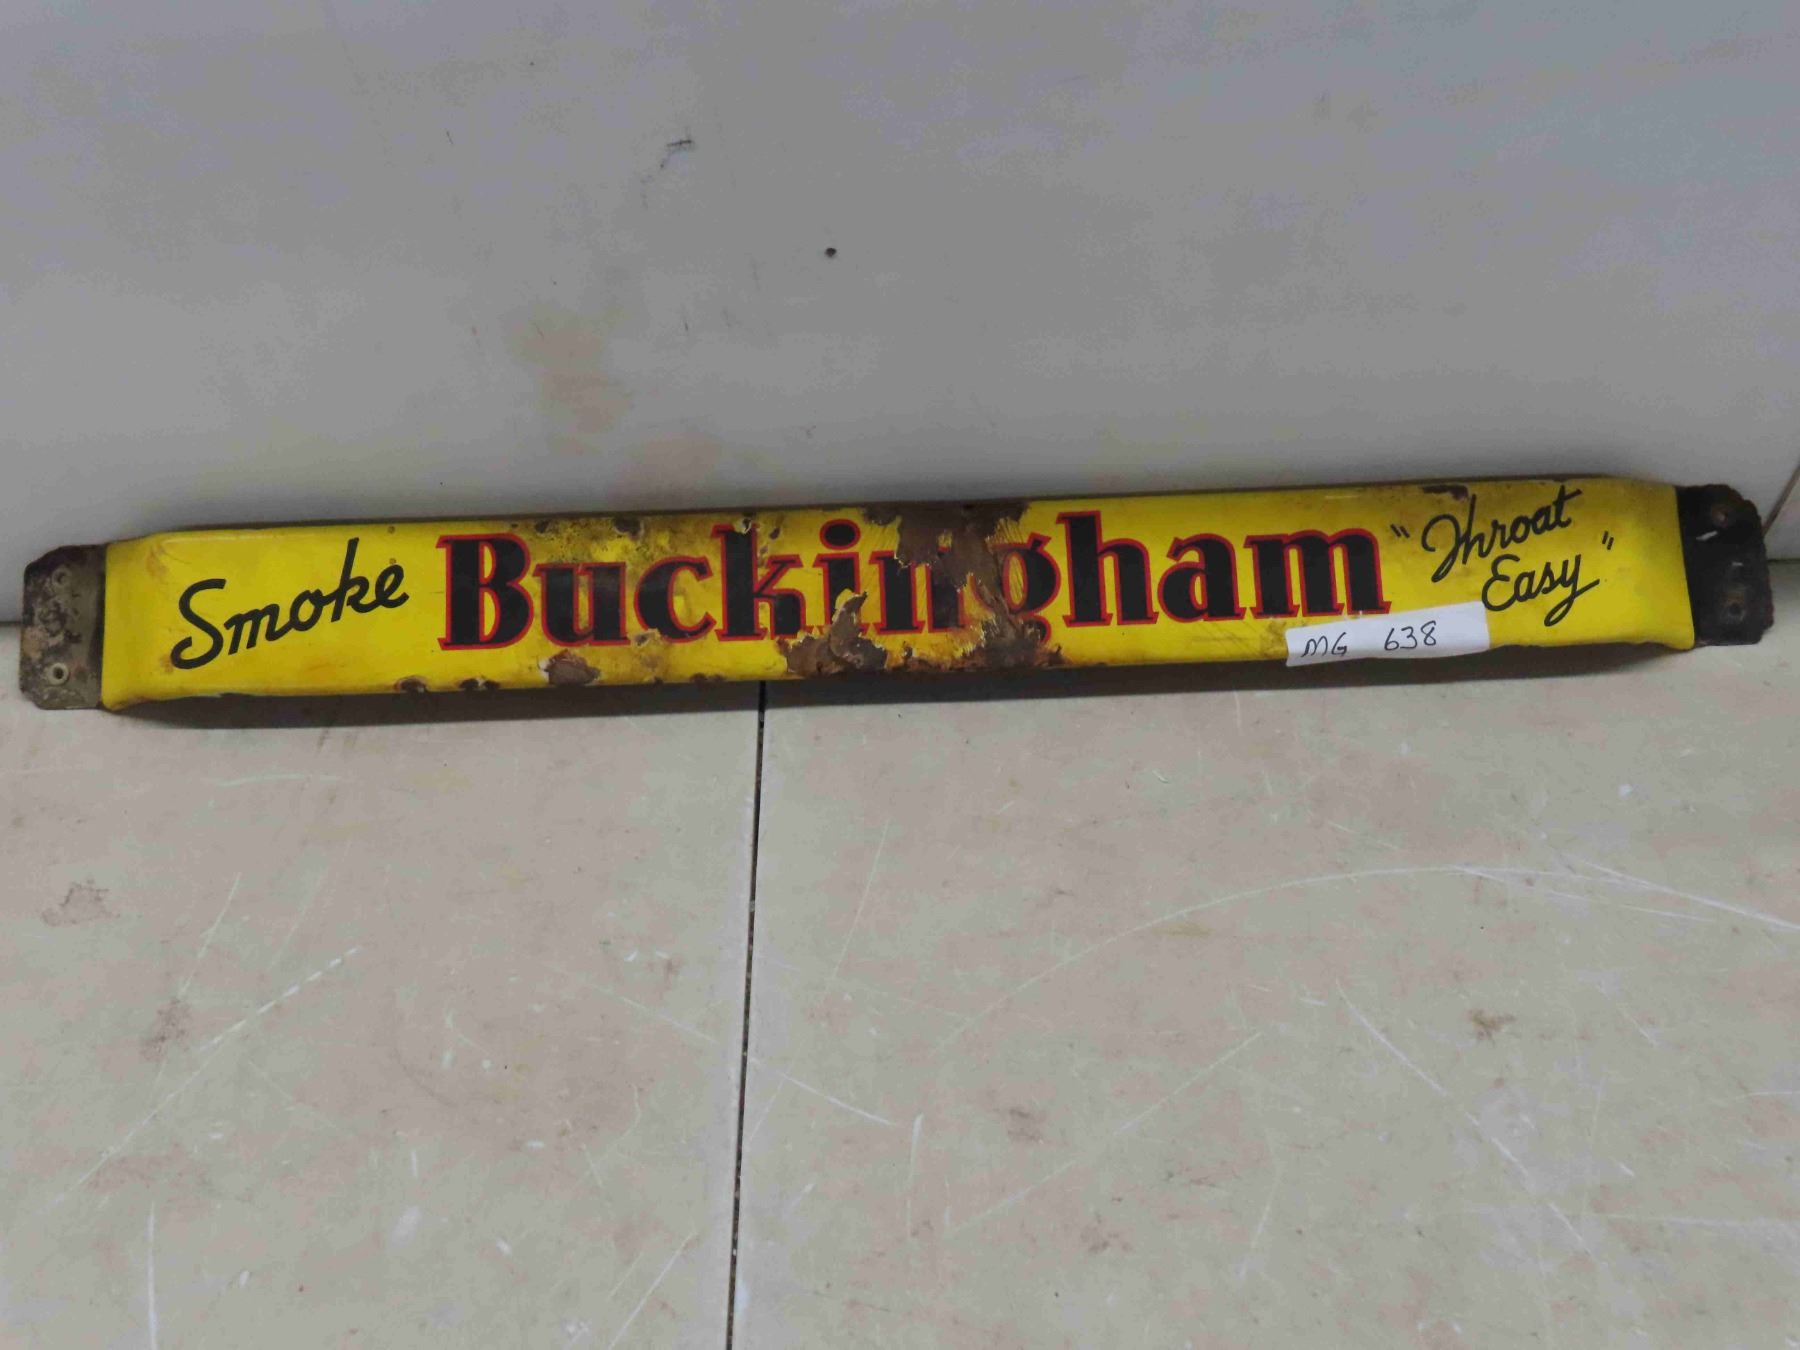 Smoke Buckingham "Throat
Easy"
MG 638